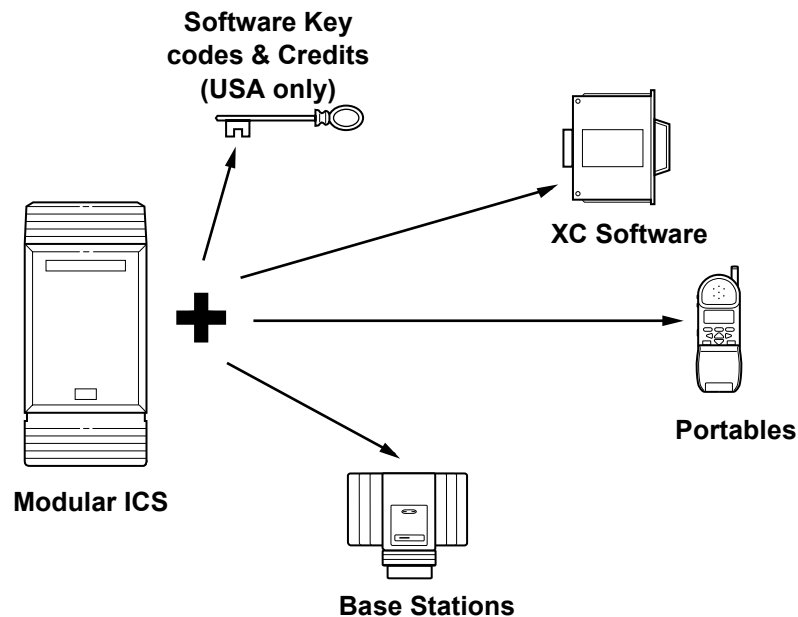 Software Key
codes & Credits
(USA only)
XC Software
Portables
Modular ICS
Base Stations